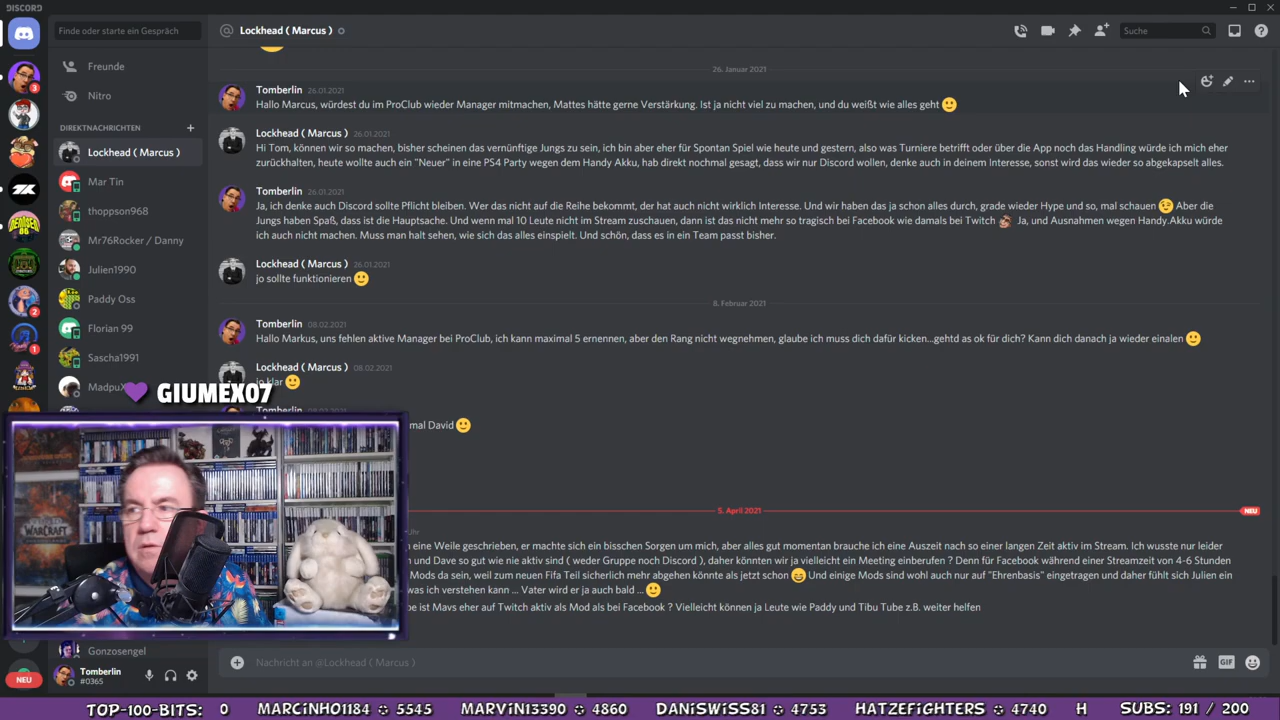 DISCORD
Finde oder starte ein Gespräch
@ Lockhead ( Marcus )
Suche
Freunde
Nitro
DIREKTNACHRICHTEN
Lockhead ( Marcus )
Mar Tin
thoppson968
Mr76Rocker / Danny
Julien1990
Paddy Oss
Florian 99
Sascha1991
Gonzosengel
Tomberlin
#0365
3
2
1
NEU
26. Januar 2021
Tomberlin 26.01.2021
Hallo Marcus, würdest du im ProClub wieder Manager mitmachen, Mattes hätte gerne Verstärkung. Ist ja nicht viel zu machen, und du weißt wie alles geht 🙂
Lockhead ( Marcus ) 26.01.2021
Hi Tom, können wir so machen, bisher scheinen das vernünftige Jungs zu sein, ich bin aber eher für Spontan Spiel wie heute und gestern, also was Turniere betrifft oder über die App noch das Handling würde ich mich eher
zurückhalten, heute wollte auch ein "Neuer" in eine PS4 Party wegen dem Handy Akku, hab direkt nochmal gesagt, dass wir nur Discord wollen, denke auch in deinem Interesse, sonst wird das wieder so abgekapselt alles.
Tomberlin 26.01.2021
Ja, ich denke auch Discord sollte Pflicht bleiben. Wer das nicht auf die Reihe bekommt, der hat auch nicht wirklich Interesse. Und wir haben das ja schon alles durch, grade wieder Hype und so, mal schauen 😉 Aber die
Jungs haben Spaß, dass ist die Hauptsache. Und wenn mal 10 Leute nicht im Stream zuschauen, dann ist das nicht mehr so tragisch bei Facebook wie damals bei Twitch Ja, und Ausnahmen wegen Handy.Akku würde
ich auch nicht machen. Muss man halt sehen, wie sich das alles einspielt. Und schön, dass es in ein Team passt bisher.
Lockhead ( Marcus ) 26.01.2021
jo sollte funktionieren 🙂
8. Februar 2021
Tomberlin 08.02.2021
Hallo Markus, uns fehlen aktive Manager bei ProClub, ich kann maximal 5 ernennen, aber den Rang nicht wegnehmen, glaube ich muss dich dafür kicken...gehtd as ok für dich? Kann dich danach ja wieder einalen 🙂
Lockhead ( Marcus ) 08.02.2021
jo klar 🙂
GIUMEX07
mal David 🙂
5. April 2021
NEU
Uhr
eine Weile geschrieben, er machte sich ein bisschen Sorgen um mich, aber alles gut momentan brauche ich eine Auszeit nach so einer langen Zeit aktiv im Stream. Ich wusste nur leider
und Dave so gut wie nie aktiv sind ( weder Gruppe noch Discord ), daher könnten wir ja vielleicht ein Meeting einberufen ? Denn für Facebook während einer Streamzeit von 4-6 Stunden
Mods da sein, weil zum neuen Fifa Teil sicherlich mehr abgehen könnte als jetzt schon 😄 Und einige Mods sind wohl auch nur auf "Ehrenbasis" eingetragen und daher fühlt sich Julien ein
was ich verstehen kann ... Vater wird er ja auch bald ... 🙂
be ist Mavs eher auf Twitch aktiv als Mod als bei Facebook ? Vielleicht können ja Leute wie Paddy und Tibu Tube z.B. weiter helfen
Nachricht an @Lockhead ( Marcus )
GIF
WARCRAFT
TOP-100-BITS: 0 MARCINHO1184 ✩ 5545 MARVIN13390 ✩ 4860 DANISWISS81 ✩ 4753 HATZEFIGHTERS ✩ 4740 H SUBS: 191 / 200